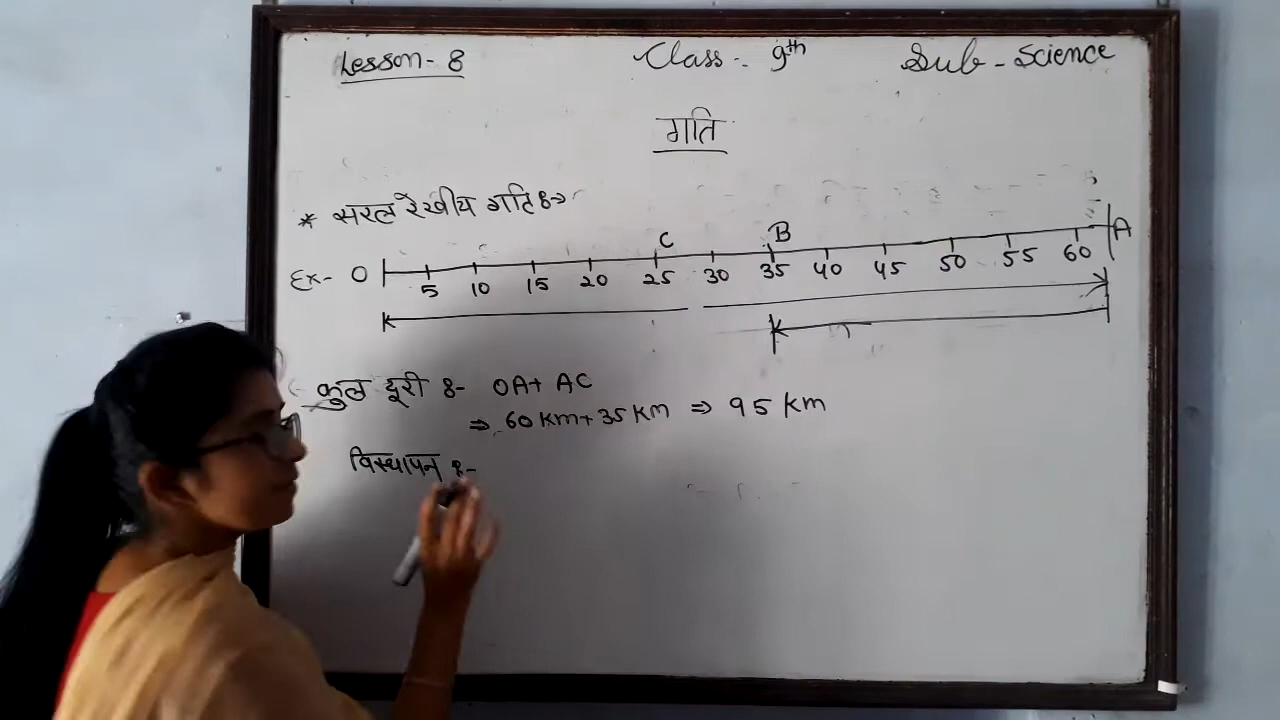 Lesson- 8 Class-. 9th Sub - Science
गति
* सरल रेखीय गति :→
C B A
Ex- O 5 10 15 20 25 30 35 40 45 50 55 60
कुल दूरी :- OA+ AC
⇒ 60 Km+35 Km ⇒ 95 Km
विस्थापन :-